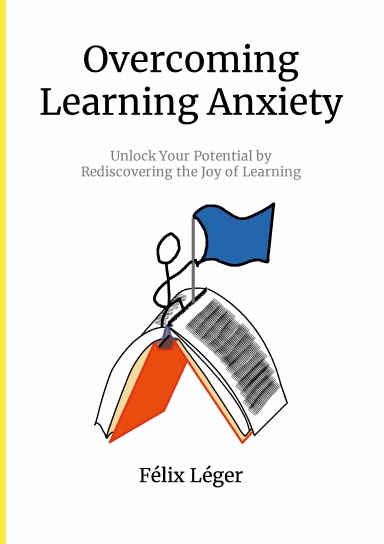 Overcoming
Learning Anxiety
Unlock Your Potential by
Rediscovering the Joy of Learning
Félix Léger